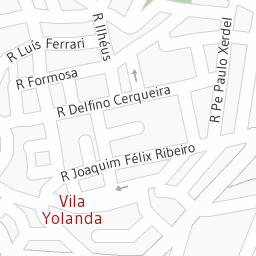 R Ilhéus
R Luís Ferrari
R Formosa
R Pe Paulo Xerdel
R Delfino Cerqueira
R Joaquim Félix Ribeiro
Vila
Yolanda